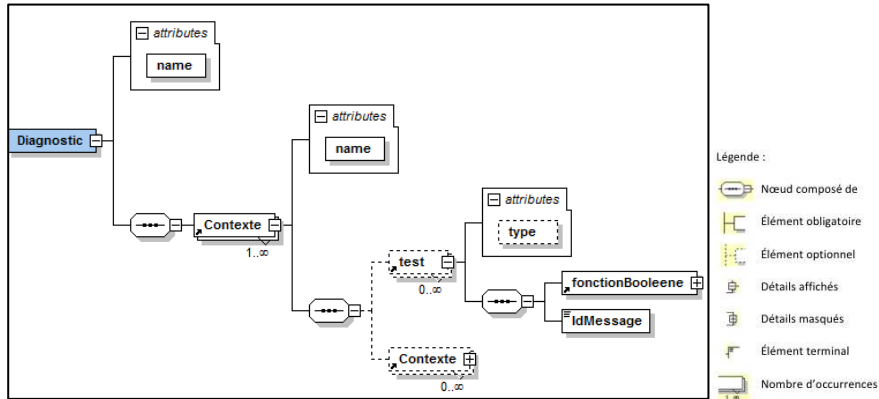 attributes
name
Diagnostic
attributes
name
Contexte
1..∞
attributes
type
test
0..∞
fonctionBooleene
IdMessage
Contexte
0..∞
Légende :
Nœud composé de
Élément obligatoire
Élément optionnel
Détails affichés
Détails masqués
Élément terminal
Nombre d'occurrences